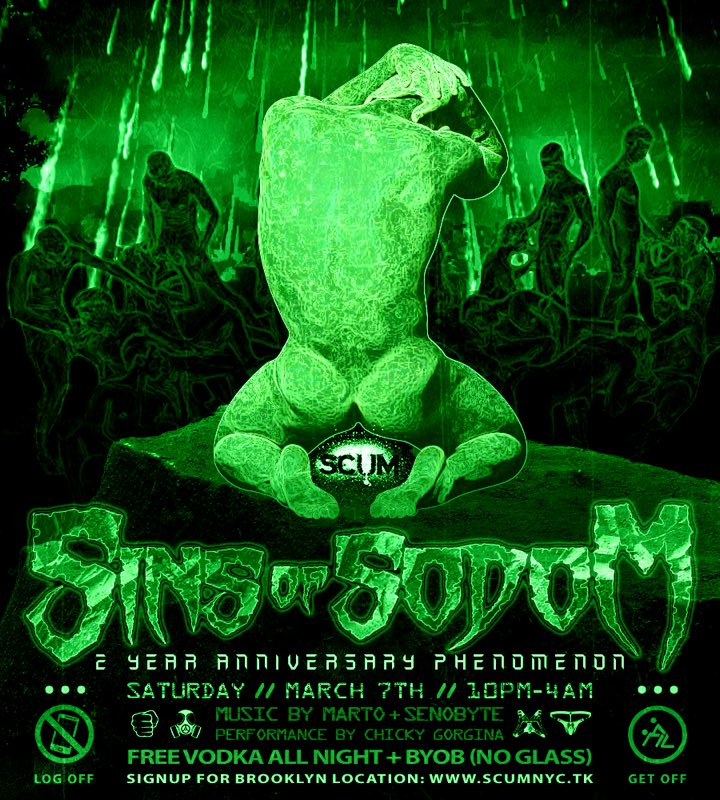 SCUM
SINS OF SODOM
2 YEAR ANNIVERSARY PHENOMENON
SATURDAY // MARCH 7TH // 10PM-4AM
MUSIC BY MARTO + SENOBYTE
PERFORMANCE BY CHICKY GORGINA
FREE VODKA ALL NIGHT + BYOB (NO GLASS)
LOG OFF
SIGNUP FOR BROOKLYN LOCATION: WWW.SCUMNYC.TK
GET OFF